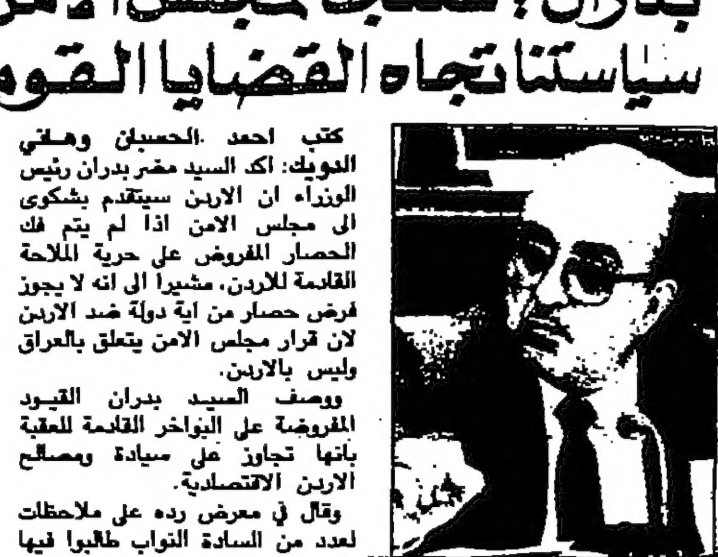 بدران :
سياستنا تجاه القضايا
كتب احمد الحسبان وهاني
الدويك: اكد السيد مضر بدران رئيس
الوزراء ان الاردن سيتقدم بشكوى
الى مجلس الامن اذا لم يتم فك
الحصار المفروض على حرية الملاحة
القادمة للاردن، مشيرا الى انه لا يجوز
فرض حصار من اية دولة ضد الاردن
لان قرار مجلس الامن يتعلق بالعراق
وليس بالاردن.
ووصف السيد بدران القيود
المفروضة على البواخر القادمة للعقبة
بانها تجاوز على سيادة ومصالح
الاردن الاقتصادية.
وقال في معرض رده على ملاحظات
لعدد من السادة النواب طالبوا فيها